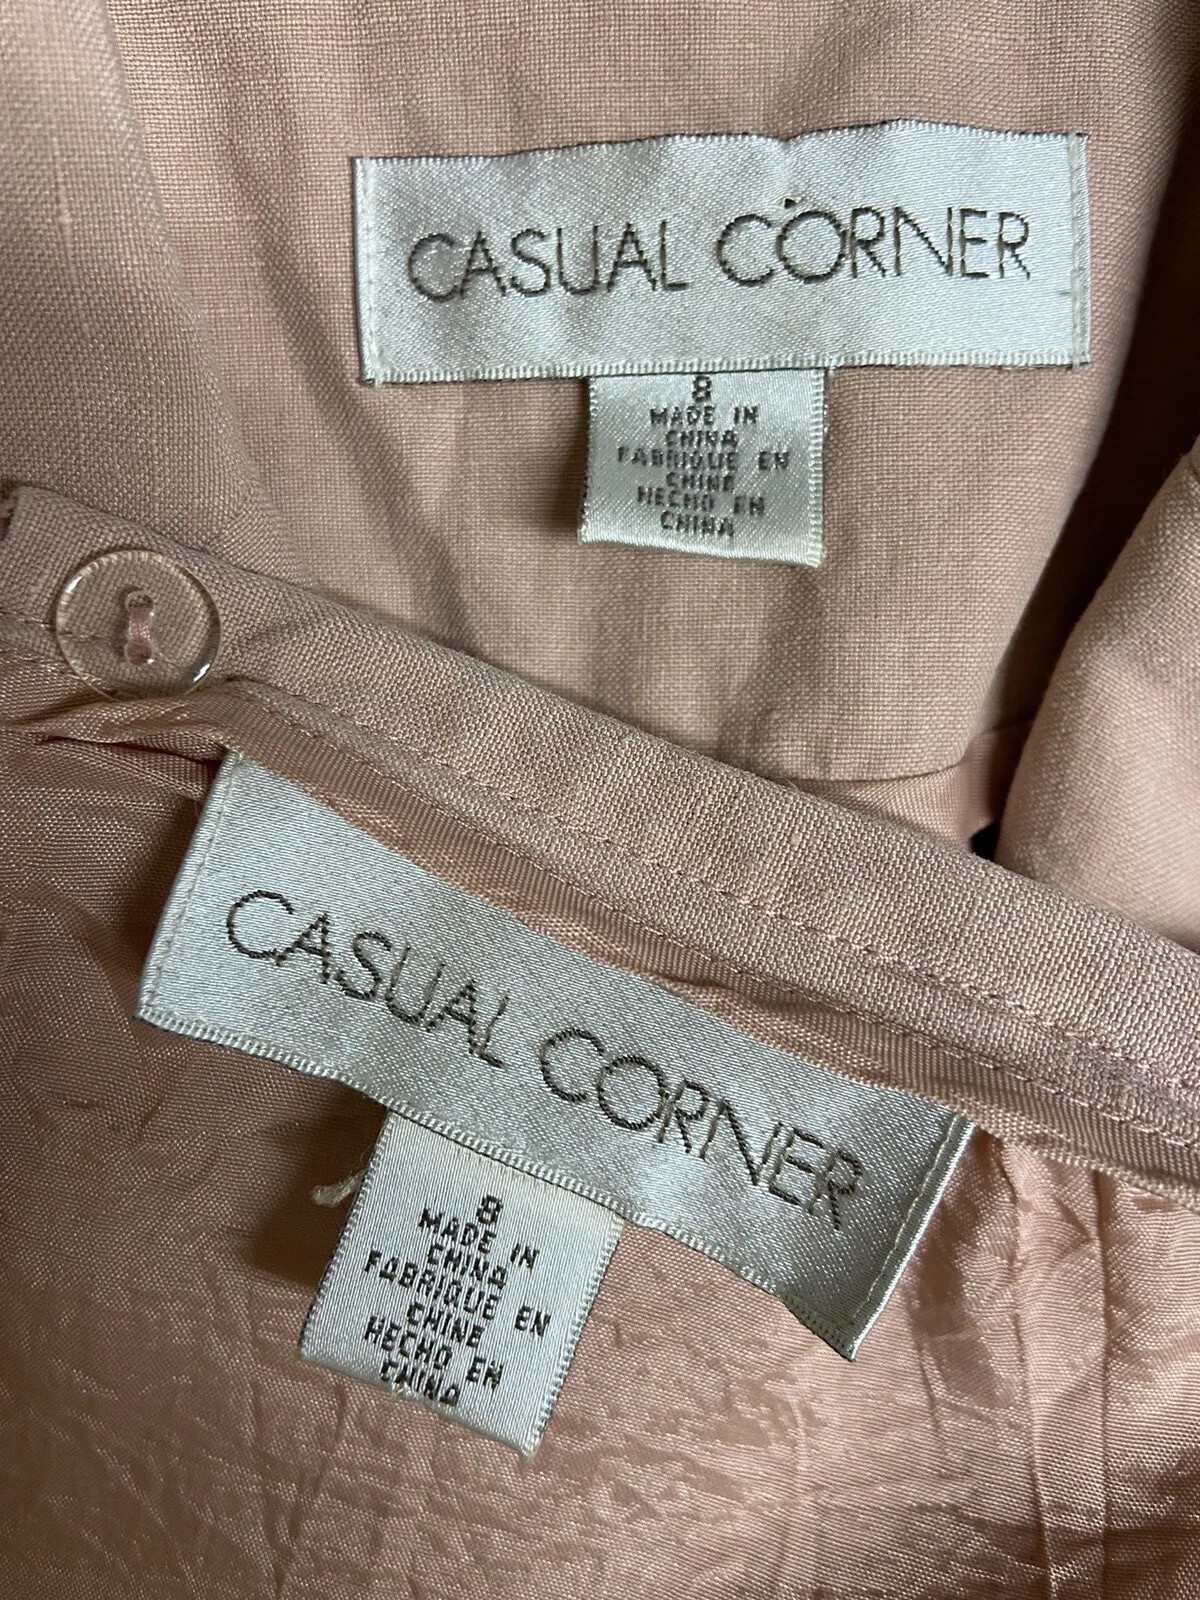 CASUAL CORNER
8
MADE IN
CHINA
FABRIQUE EN
CHINE
HECHO EN
CHINA
CASUAL CORNER
8
MADE IN
CHINA
FABRIQUE EN
CHINE
HECHO EN
CHINA